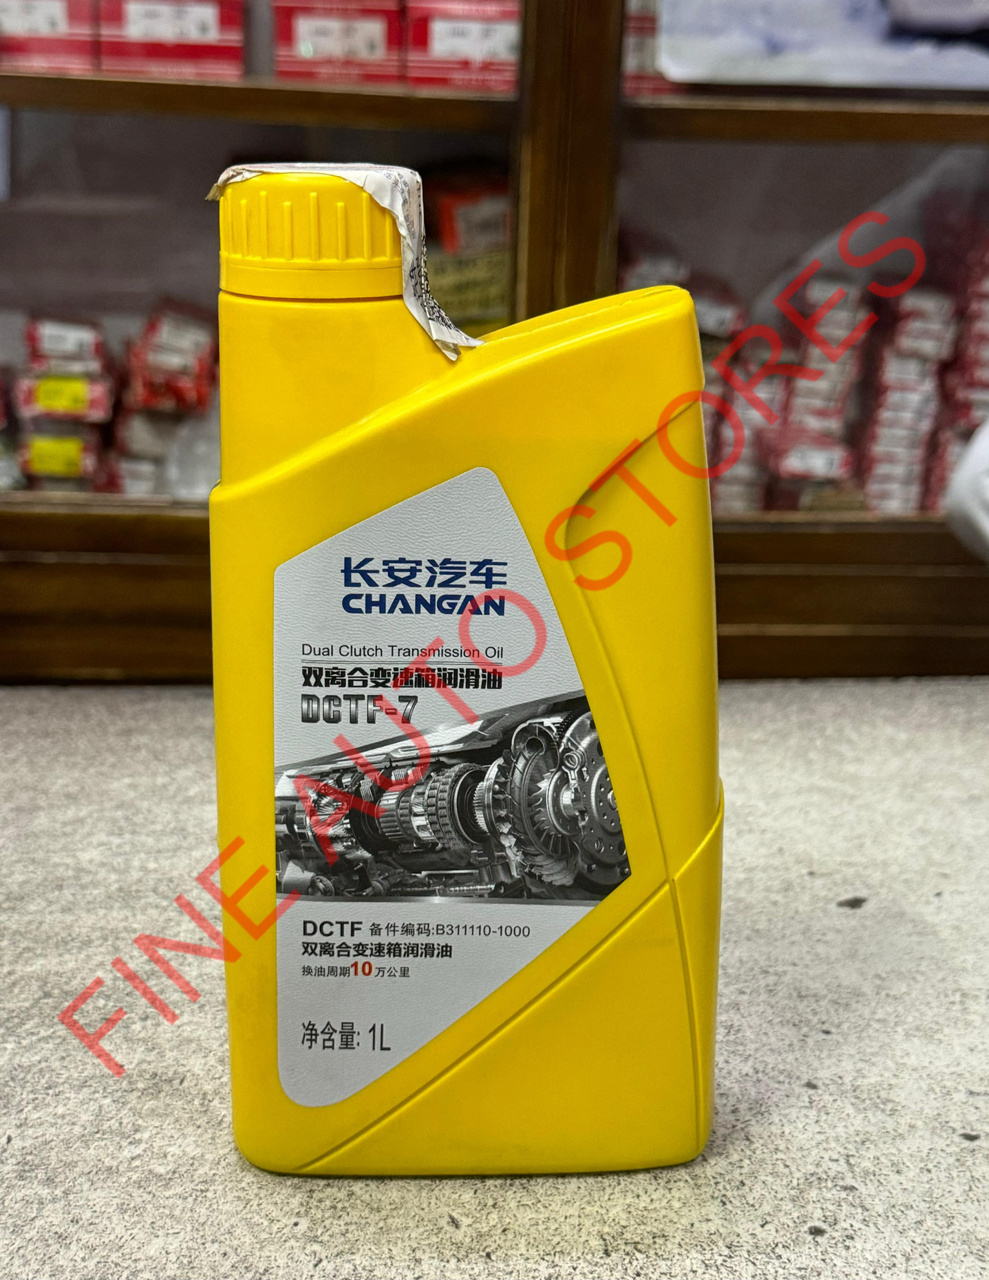 长安汽车
CHANGAN
Dual Clutch Transmission Oil
双离合变速箱润滑油
DCTF-7
DCTF 备件编码:B311110-1000
双离合变速箱润滑油
换油周期10万公里
净含量: 1L
FINE AUTO STORES